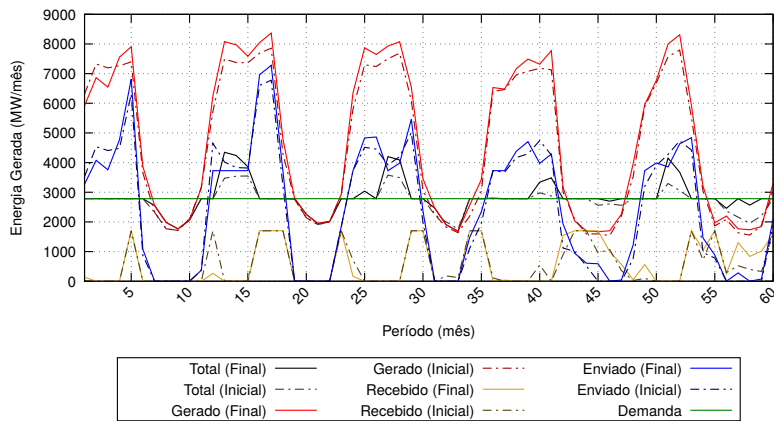 9000
8000
7000
6000
5000
4000
3000
2000
1000
0
Energia Gerada (MW/mês)
5
10
15
20
25
30
35
40
45
50
55
60
Período (mês)
Total (Final)
Total (Inicial)
Gerado (Final)
Gerado (Inicial)
Recebido (Final)
Recebido (Inicial)
Enviado (Final)
Enviado (Inicial)
Demanda